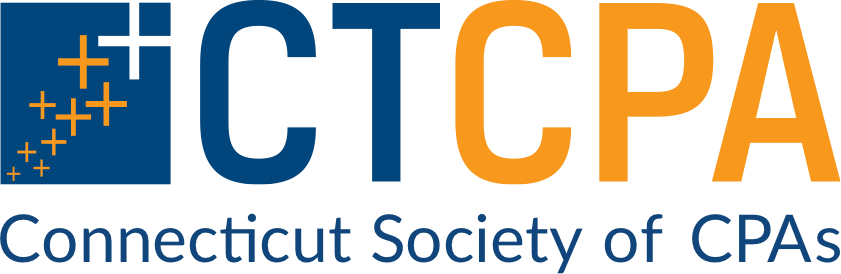 CTCPA
Connecticut Society of CPAs